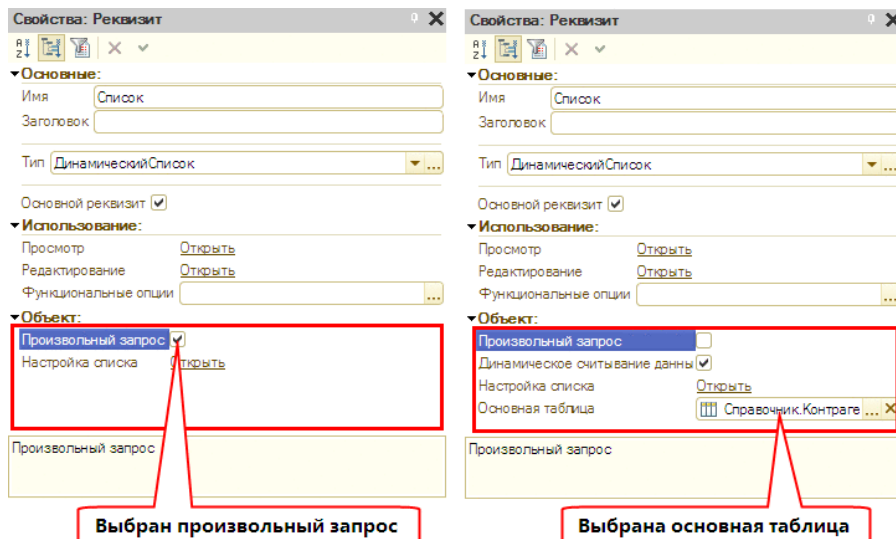 Свойства: Реквизит
Основные:
Имя Список
Заголовок
Тип ДинамическийСписок
Основной реквизит
Использование:
Просмотр Открыть
Редактирование Открыть
Функциональные опции
Объект:
Произвольный запрос
Настройка списка Открыть
Произвольный запрос
Выбран произвольный запрос
Свойства: Реквизит
Основные:
Имя Список
Заголовок
Тип ДинамическийСписок
Основной реквизит
Использование:
Просмотр Открыть
Редактирование Открыть
Функциональные опции
Объект:
Произвольный запрос
Динамическое считывание данны
Настройка списка Открыть
Основная таблица Справочник.Контраге ...
Произвольный запрос
Выбрана основная таблица